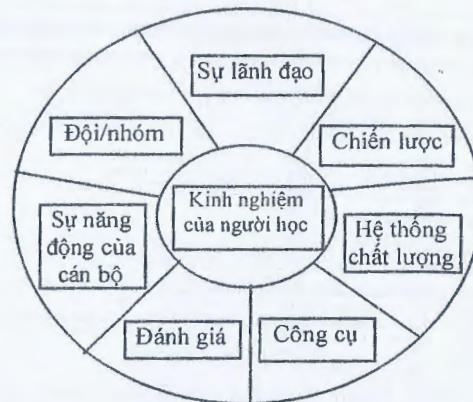 Sự lãnh đạo
Đội/nhóm
Chiến lược
Kinh nghiệm
của người học
Sự năng
động của
cán bộ
Hệ thống
chất lượng
Đánh giá
Công cụ